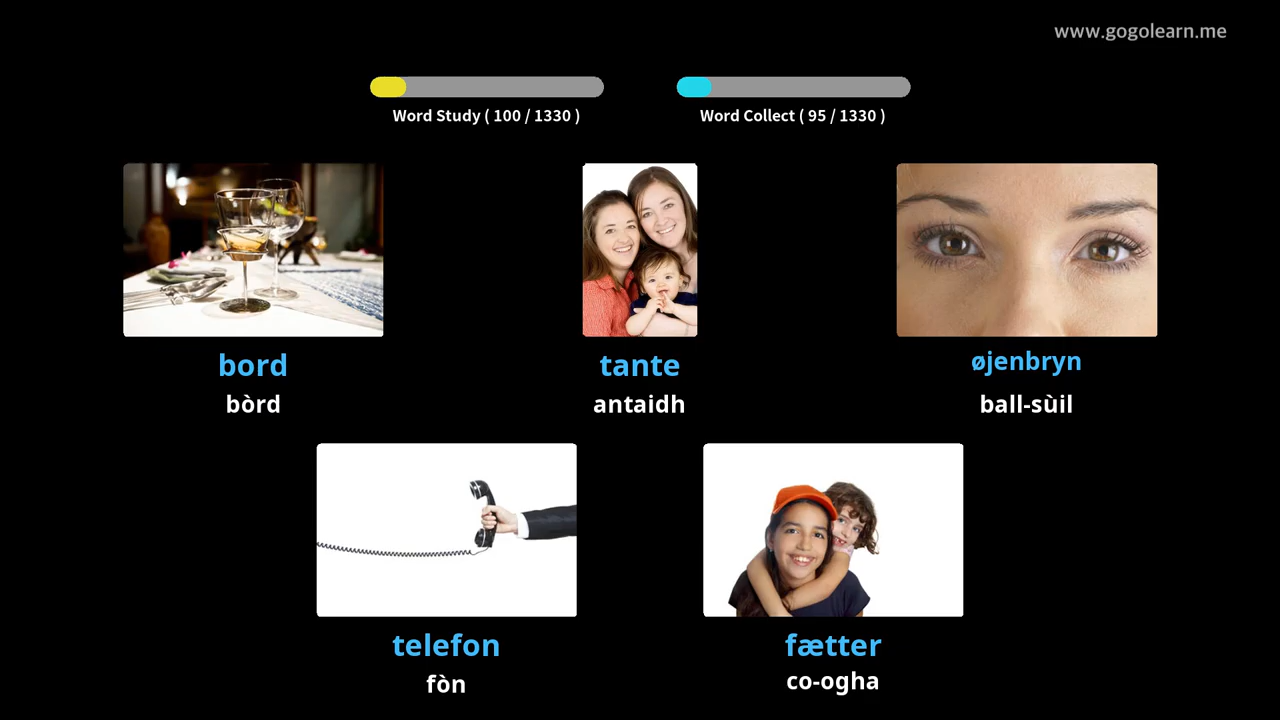 www.gogolearn.me
Word Study ( 100 / 1330 )
Word Collect ( 95 / 1330 )
bord
bòrd
tante
antaidh
øjenbryn
ball-sùil
telefon
fòn
fætter
co-ogha